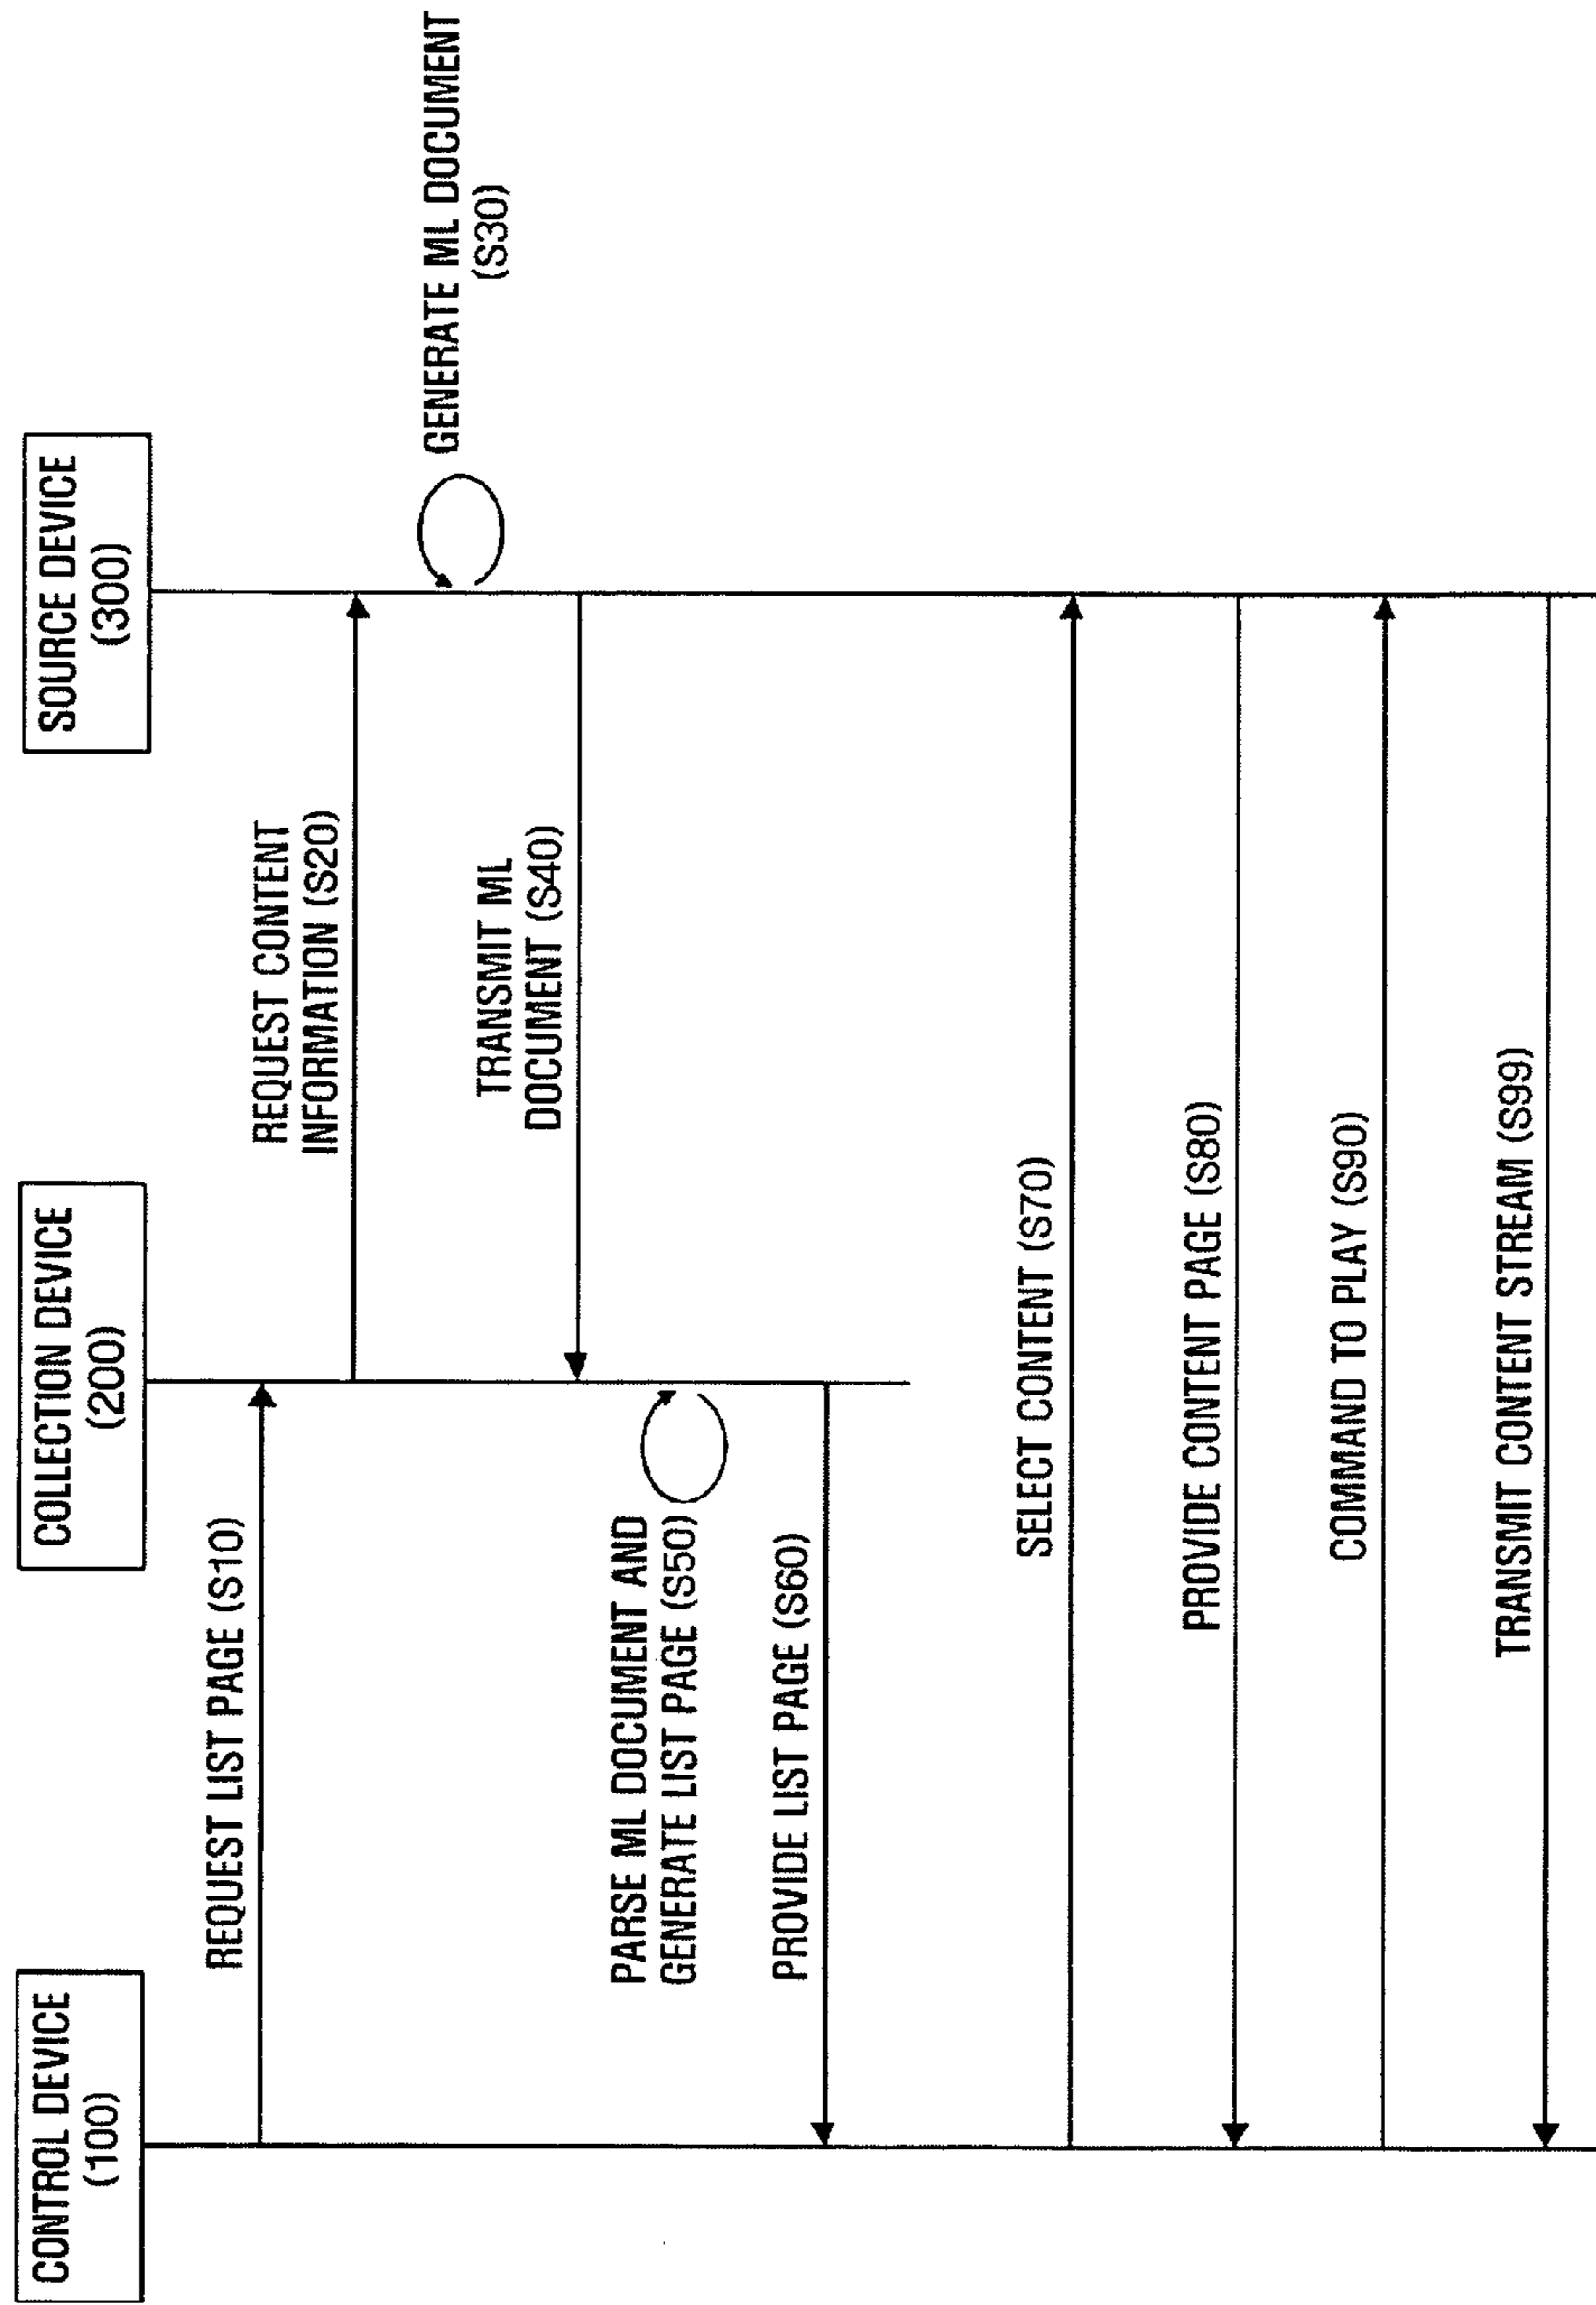 CONTROL DEVICE
(100)
COLLECTION DEVICE
(200)
SOURCE DEVICE
(300)
REQUEST LIST PAGE (S10)
REQUEST CONTENT
INFORMATION (S20)
GENERATE ML DOCUMENT
(S30)
TRANSMIT ML
DOCUMENT (S40)
PARSE ML DOCUMENT AND
GENERATE LIST PAGE (S50)
PROVIDE LIST PAGE (S60)
SELECT CONTENT (S70)
PROVIDE CONTENT PAGE (S80)
COMMAND TO PLAY (S90)
TRANSMIT CONTENT STREAM (S99)